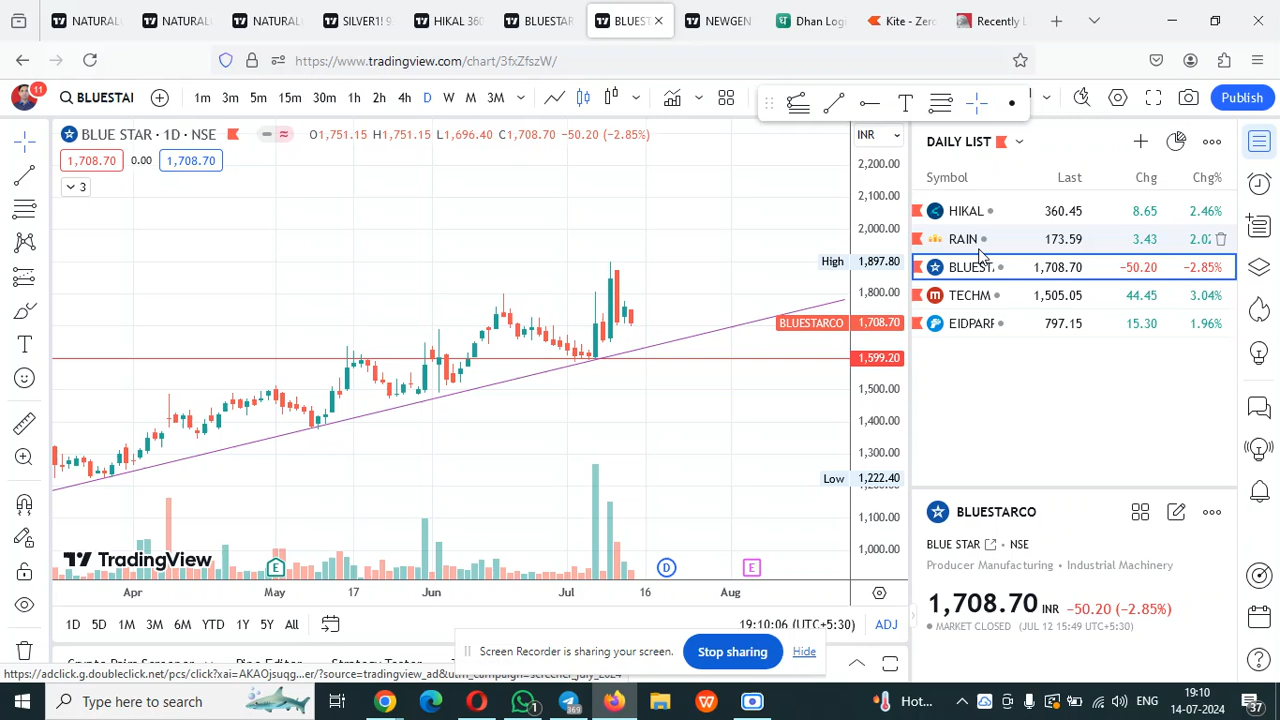 NATURAL
NATURAL
NATURAL
SILVER1! 9
HIKAL 360
BLUESTAR
BLUEST
NEWGEN
Dhan Logi
Kite - Zero
Recently L
https://www.tradingview.com/chart/3fxZfszW/
11
BLUESTAI
1m 3m 5m 15m 30m 1h 2h 4h D W M 3M
Publish
BLUE STAR · 1D · NSE
O1,751.15 H1,751.15 L1,696.40 C1,708.70 −50.20 (−2.85%)
1,708.70 0.00 1,708.70
3
INR
2,200.00
2,100.00
2,000.00
High 1,897.80
1,800.00
BLUESTARCO 1,708.70
1,599.20
1,500.00
1,400.00
1,300.00
Low 1,222.40
1,100.00
1,000.00
TradingView
E
D
E
Apr May 17 Jun Jul 16 Aug
1D 5D 1M 3M 6M YTD 1Y 5Y All
19:10:06 (UTC+5:30) ADJ
DAILY LIST
Symbol Last Chg Chg%
HIKAL 360.45 8.65 2.46%
RAIN 173.59 3.43 2.02
BLUEST 1,708.70 −50.20 −2.85%
TECHM 1,505.05 44.45 3.04%
EIDPARF 797.15 15.30 1.96%
BLUESTARCO
BLUE STAR · NSE
Producer Manufacturing · Industrial Machinery
1,708.70 INR −50.20 (−2.85%)
MARKET CLOSED (JUL 12 15:49 UTC+5:30)
Screen Recorder is sharing your screen. Stop sharing Hide
Type here to search
1
369
Hot...
ENG
19:10
14-07-2024
37